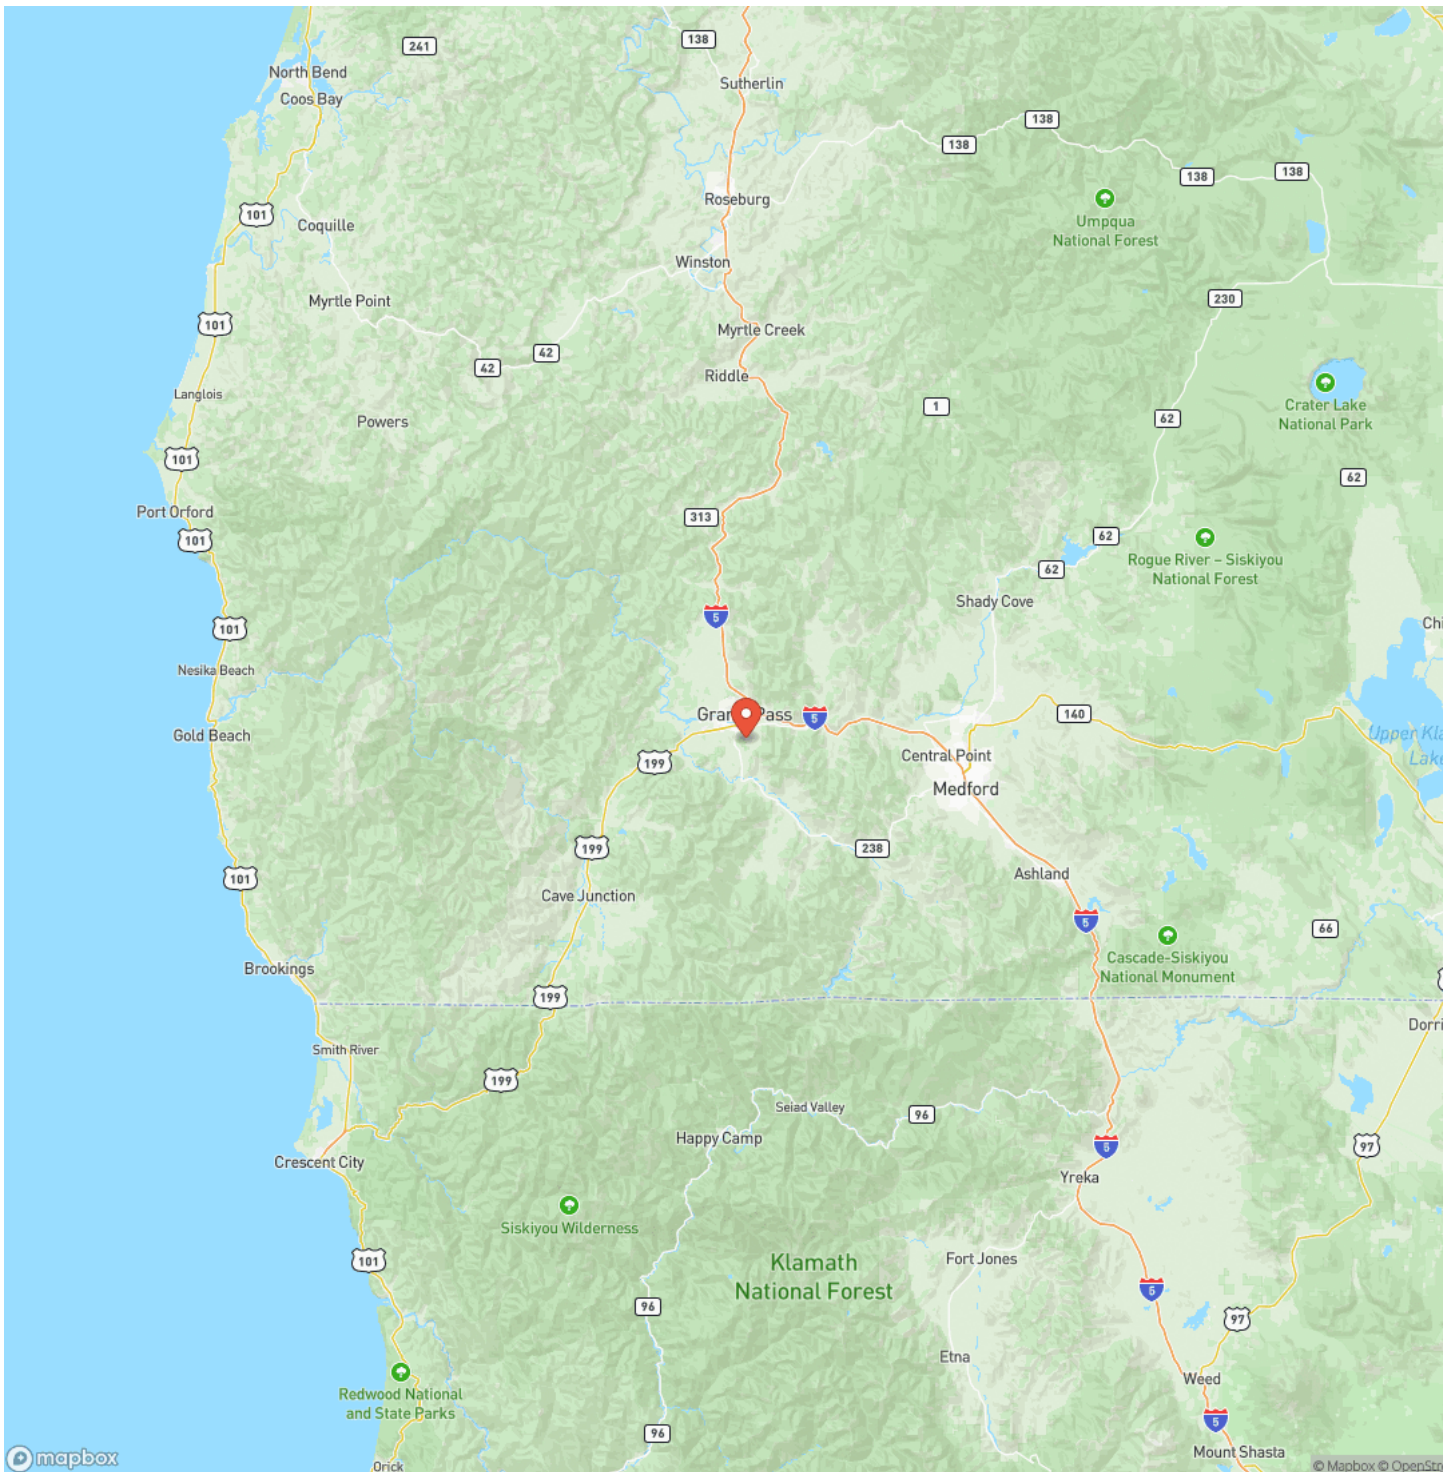 241
138
North Bend
Sutherlin
Coos Bay
138
138
138
138
Roseburg
101
Umpqua
National Forest
Coquille
Winston
Myrtle Point
230
101
Myrtle Creek
42
42
Riddle
Langlois
1
Crater Lake
National Park
Powers
62
101
62
Port Orford
313
101
62
Rogue River – Siskiyou
National Forest
62
Shady Cove
5
101
Nesika Beach
140
5
Gold Beach
Central Point
199
Medford
199
238
Ashland
101
Cave Junction
5
66
Cascade-Siskiyou
National Monument
Brookings
199
Smith River
199
Seiad Valley
96
Happy Camp
5
97
Crescent City
Yreka
Siskiyou Wilderness
101
Fort Jones
Klamath
National Forest
5
96
97
Etna
Weed
Redwood National
and State Parks
5
96
Mount Shasta
mapbox
Orick
© Mapbox ©